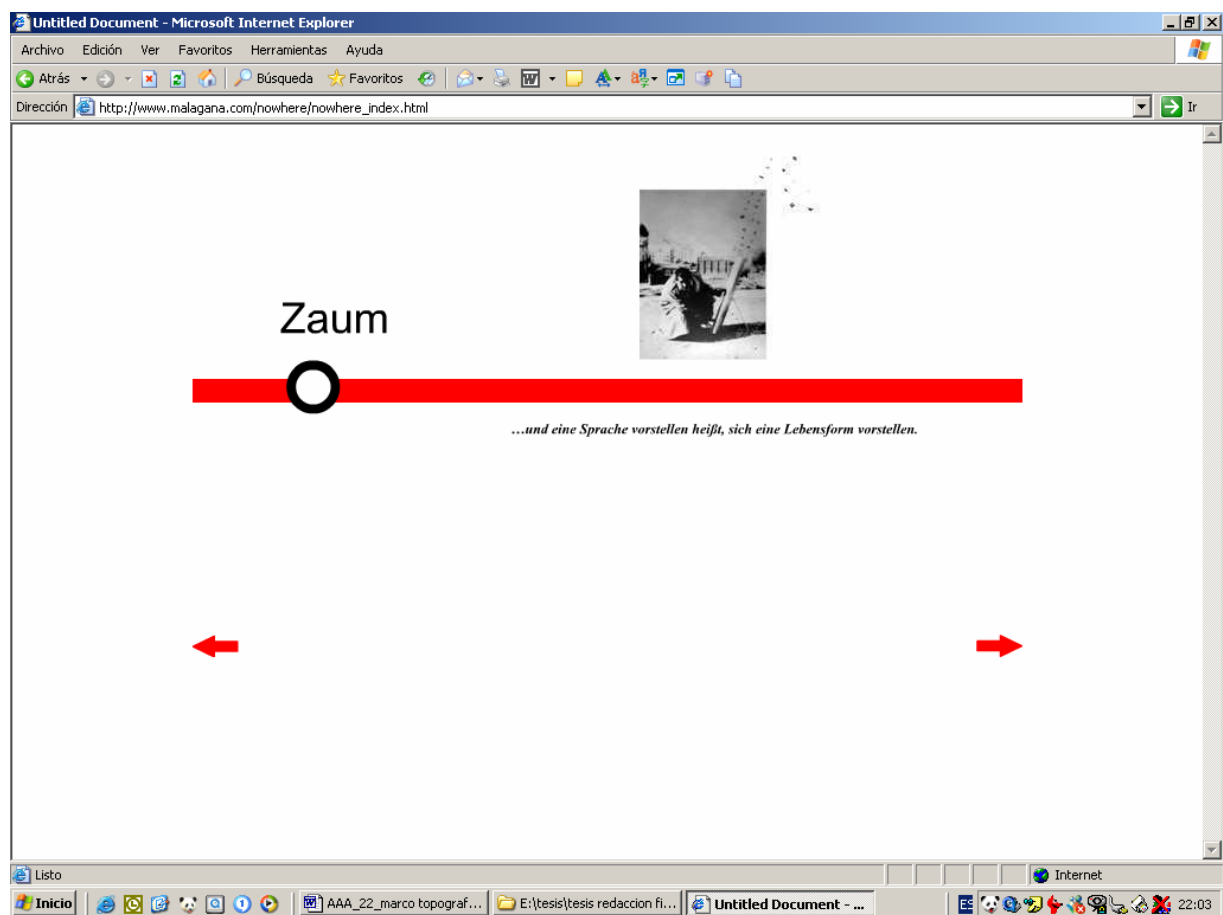 Untitled Document - Microsoft Internet Explorer
Archivo Edición Ver Favoritos Herramientas Ayuda
Atrás Búsqueda Favoritos
Dirección http://www.malagana.com/nowhere/nowhere_index.html Ir
Zaum
...und eine Sprache vorstellen heißt, sich eine Lebensform vorstellen.
Listo Internet
Inicio AAA_22_marco topograf... E:\tesis\tesis redaccion fi... Untitled Document - ... ES 22:03